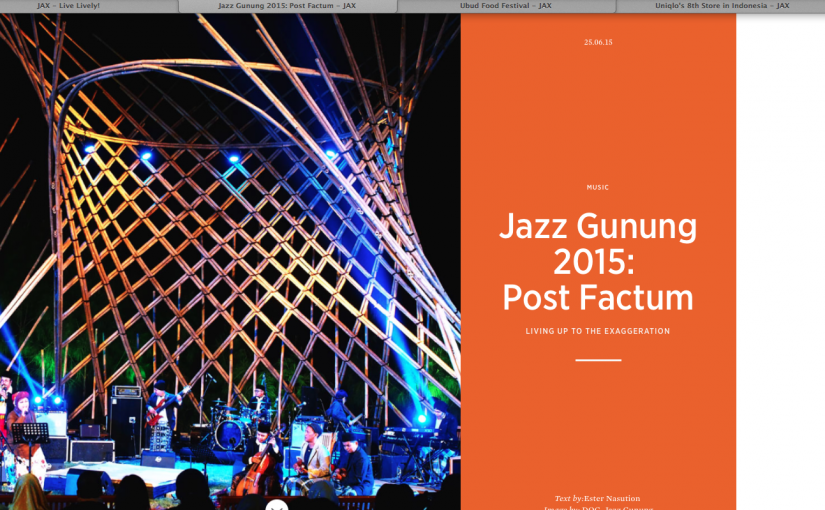 JAX – Live Lively!
Jazz Gunung 2015: Post Factum – JAX
Ubud Food Festival – JAX
Uniqlo's 8th Store in Indonesia – JAX
25.06.15
MUSIC
Jazz Gunung
2015:
Post Factum
LIVING UP TO THE EXAGGERATION
Text by:Ester Nasution
Image by:DOC. Jazz Gunung